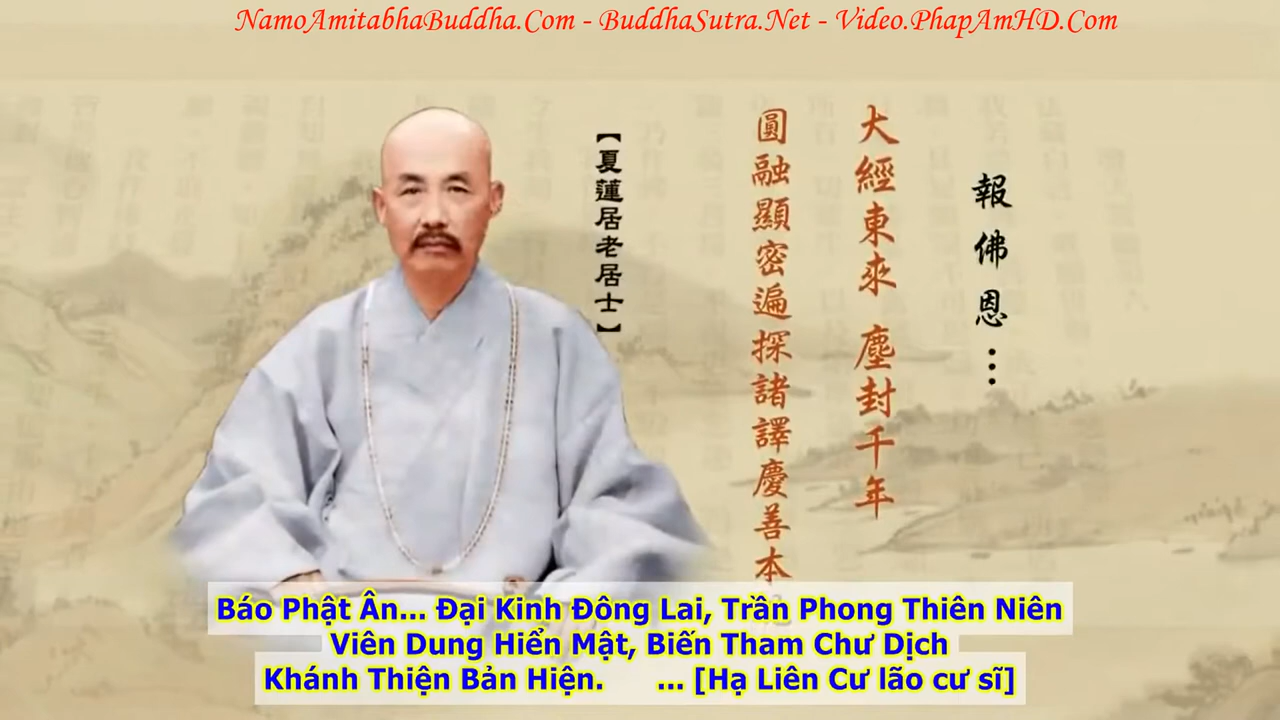 NamoAmitabhaBuddha.Com - BuddhaSutra.Net - Video.PhapAmHD.Com
報佛恩...
大經東來 塵封千年
圓融顯密遍探諸譯慶善本
【夏蓮居老居士】
Báo Phật Ân... Đại Kinh Đông Lai, Trần Phong Thiên Niên
Viên Dung Hiển Mật, Biến Tham Chư Dịch
Khánh Thiện Bản Hiện. ... [Hạ Liên Cư lão cư sĩ]